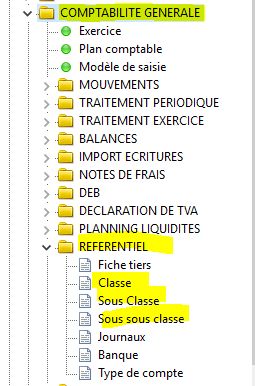 COMPTABILITE GENERALE
Exercice
Plan comptable
Modèle de saisie
MOUVEMENTS
TRAITEMENT PERIODIQUE
TRAITEMENT EXERCICE
BALANCES
IMPORT ECRITURES
NOTES DE FRAIS
DEB
DECLARATION DE TVA
PLANNING LIQUIDITES
REFERENTIEL
Fiche tiers
Classe
Sous Classe
Sous sous classe
Journaux
Banque
Type de compte